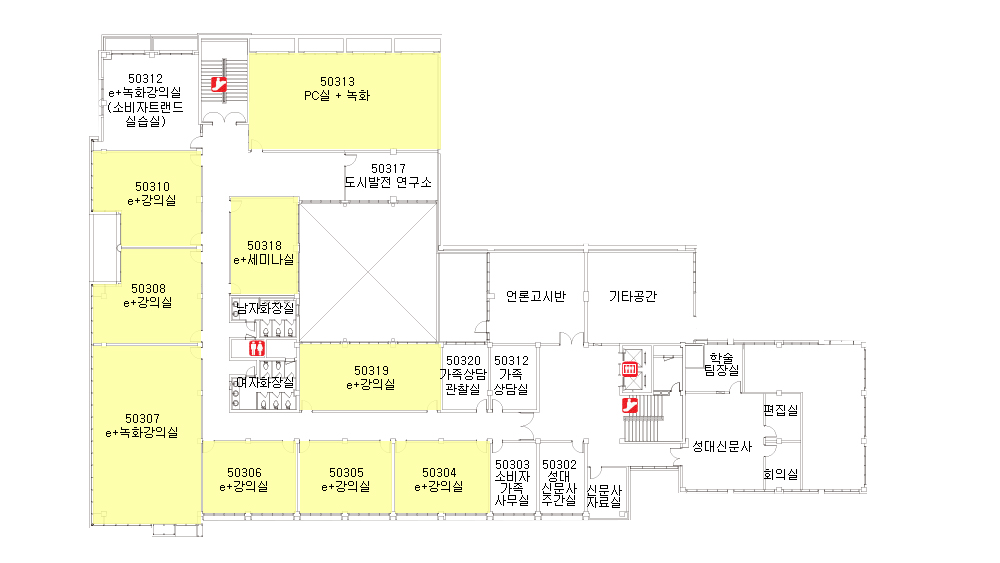 50312
e+녹화강의실
(소비자트랜드
실습실)
50313
PC실 + 녹화
50317
도시발전 연구소
50310
e+강의실
50318
e+세미나실
50308
e+강의실
남자화장실
언론고시반
기타공간
50319
e+강의실
50320
가족상담
관찰실
50312
가족
상담실
학술
팀장실
여자화장실
50307
e+녹화강의실
편집실
성대신문사
회의실
50306
e+강의실
50305
e+강의실
50304
e+강의실
50303
소비자
가족
사무실
50302
성대
신문사
주간실
신문사
자료실